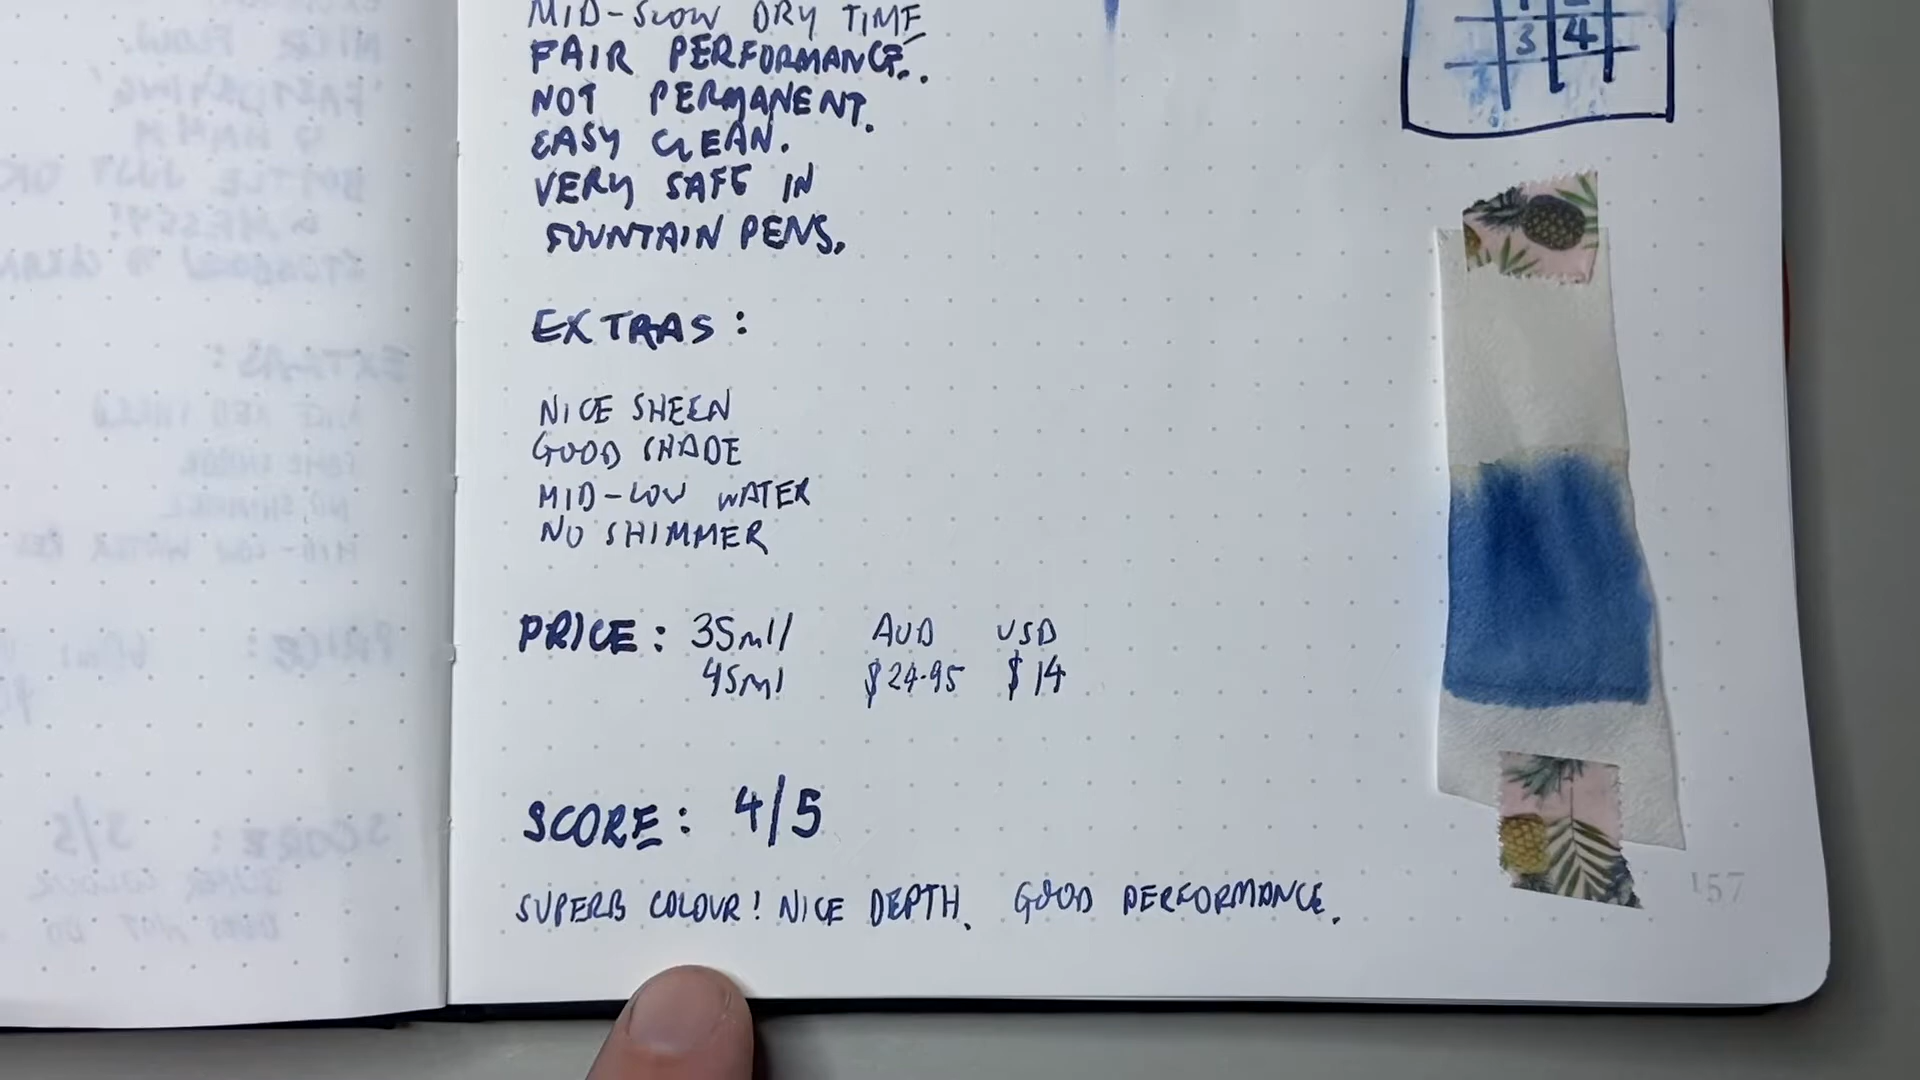 MID-SLOW DRY TIME
FAIR PERFORMANCE..
NOT PERMANENT.
EASY CLEAN.
VERY SAFE IN
FOUNTAIN PENS.
3 4
EXTRAS:
NICE SHEEN
GOOD SHADE
MID-LOW WATER
NO SHIMMER
PRICE: 35ml/ AUD USD
45ml $24.95 $14
SCORE: 4/5
SUPERB COLOUR! NICE DEPTH. GOOD PERFORMANCE.
157